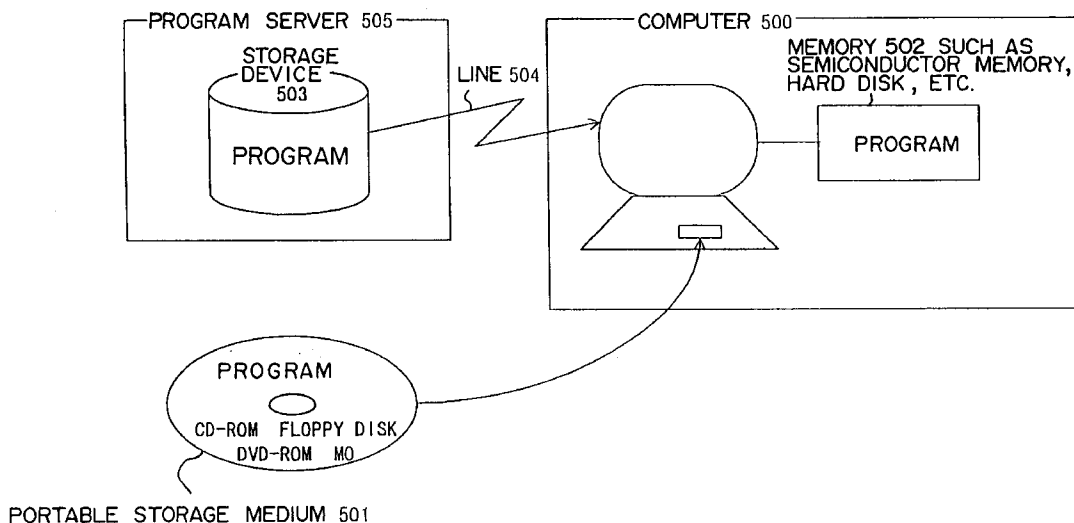 PROGRAM SERVER 505
STORAGE
DEVICE
503
PROGRAM
LINE 504
COMPUTER 500
MEMORY 502 SUCH AS
SEMICONDUCTOR MEMORY,
HARD DISK, ETC.
PROGRAM
PROGRAM
CD-ROM FLOPPY DISK
DVD-ROM MO
PORTABLE STORAGE MEDIUM 501